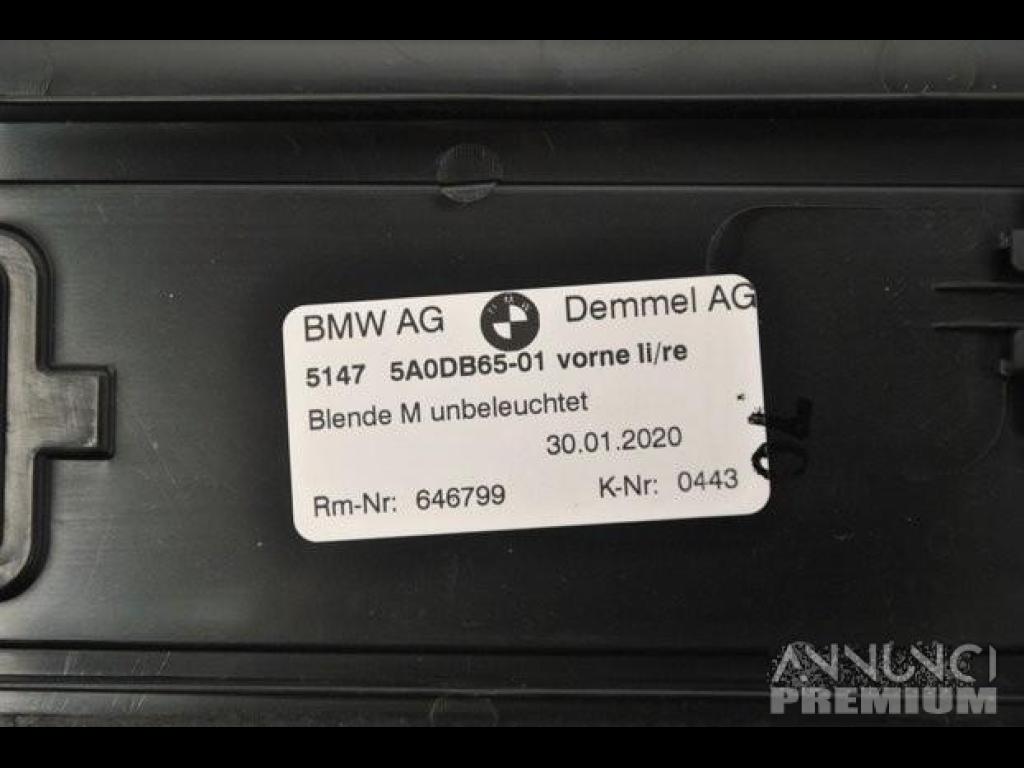 BMW AG Demmel AG
5147 5A0DB65-01 vorne li/re
Blende M unbeleuchtet
30.01.2020
Rm-Nr: 646799 K-Nr: 0443
ANNUNCI
PREMIUM